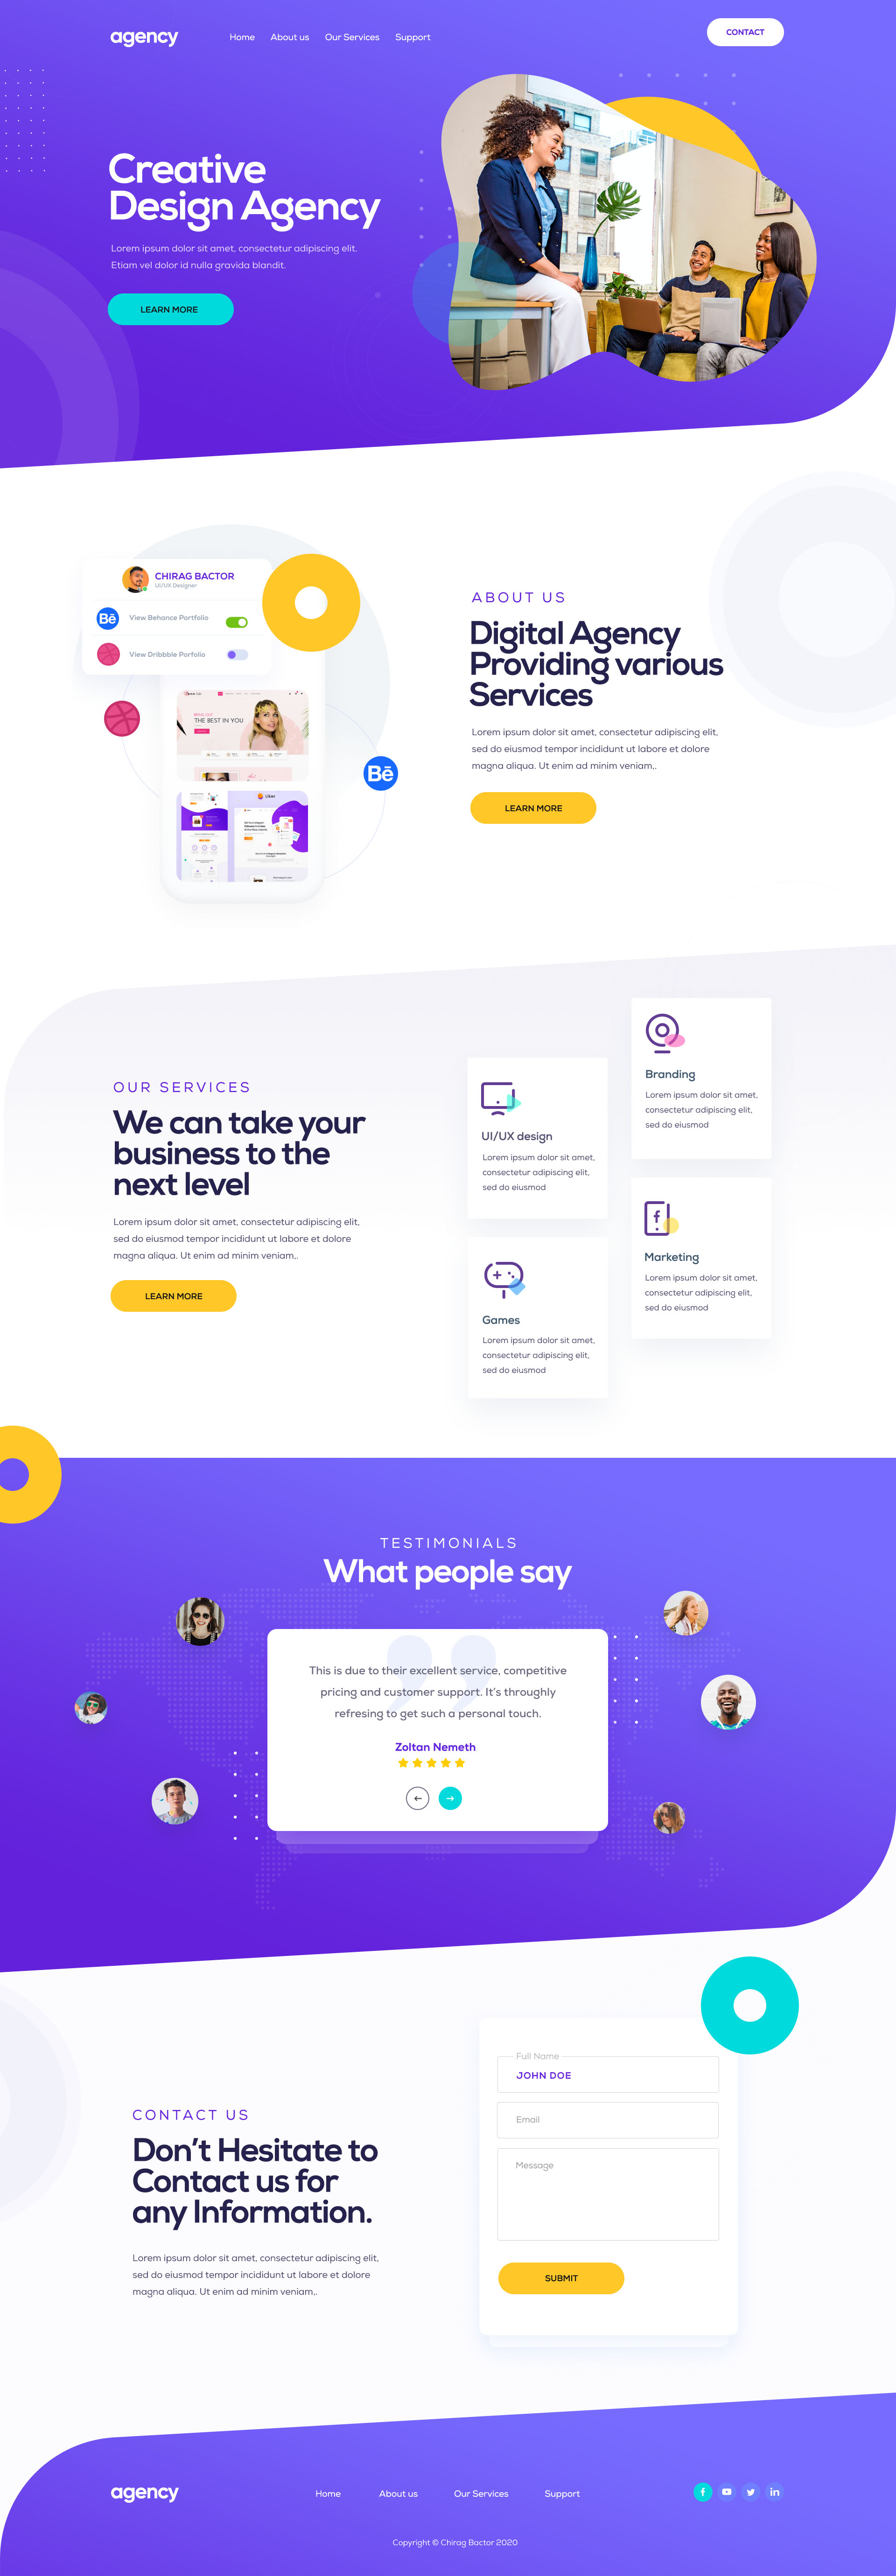 agency
Home
About us
Our Services
Support
CONTACT
Creative
Design Agency
Lorem ipsum dolor sit amet, consectetur adipiscing elit.
Etiam vel dolor id nulla gravida blandit.
LEARN MORE
CHIRAG BACTOR
UI/UX Designer
Bē
View Behance Portfolio
View Dribbble Porfolio
THE BEST IN YOU
Bē
ABOUT US
Digital Agency
Providing various
Services
Lorem ipsum dolor sit amet, consectetur adipiscing elit,
sed do eiusmod tempor incididunt ut labore et dolore
magna aliqua. Ut enim ad minim veniam,.
LEARN MORE
OUR SERVICES
We can take your
business to the
next level
Lorem ipsum dolor sit amet, consectetur adipiscing elit,
sed do eiusmod tempor incididunt ut labore et dolore
magna aliqua. Ut enim ad minim veniam,.
LEARN MORE
UI/UX design
Lorem ipsum dolor sit amet,
consectetur adipiscing elit,
sed do eiusmod
Branding
Lorem ipsum dolor sit amet,
consectetur adipiscing elit,
sed do eiusmod
Games
Lorem ipsum dolor sit amet,
consectetur adipiscing elit,
sed do eiusmod
Marketing
Lorem ipsum dolor sit amet,
consectetur adipiscing elit,
sed do eiusmod
TESTIMONIALS
What people say
This is due to their excellent service, competitive
pricing and customer support. It's throughly
refresing to get such a personal touch.
Zoltan Nemeth
CONTACT US
Don't Hesitate to
Contact us for
any Information.
Lorem ipsum dolor sit amet, consectetur adipiscing elit,
sed do eiusmod tempor incididunt ut labore et dolore
magna aliqua. Ut enim ad minim veniam,.
Full Name
JOHN DOE
Email
Message
SUBMIT
agency
Home
About us
Our Services
Support
Copyright © Chirag Bactor 2020